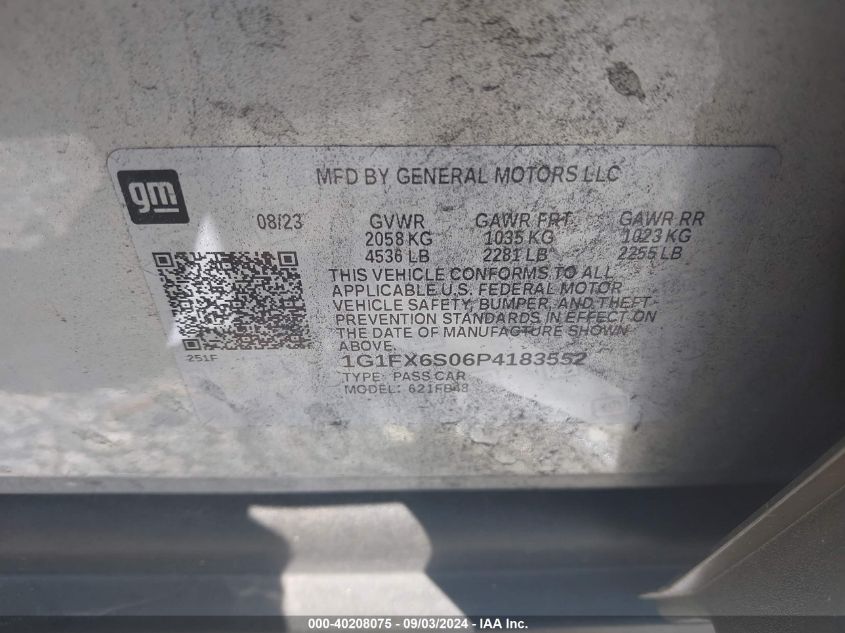 gm
MFD BY GENERAL MOTORS LLC
08/23 GVWR GAWR FRT GAWR RR
2058 KG 1035 KG 1023 KG
4536 LB 2281 LB 2255 LB
THIS VEHICLE CONFORMS TO ALL
APPLICABLE U.S. FEDERAL MOTOR
VEHICLE SAFETY, BUMPER, AND THEFT
PREVENTION STANDARDS IN EFFECT ON
THE DATE OF MANUFACTURE SHOWN
ABOVE.
251F
1G1FX6S06P4183552
TYPE: PASS CAR
MODEL: 621FB48
000-40208075 - 09/03/2024 - IAA Inc.